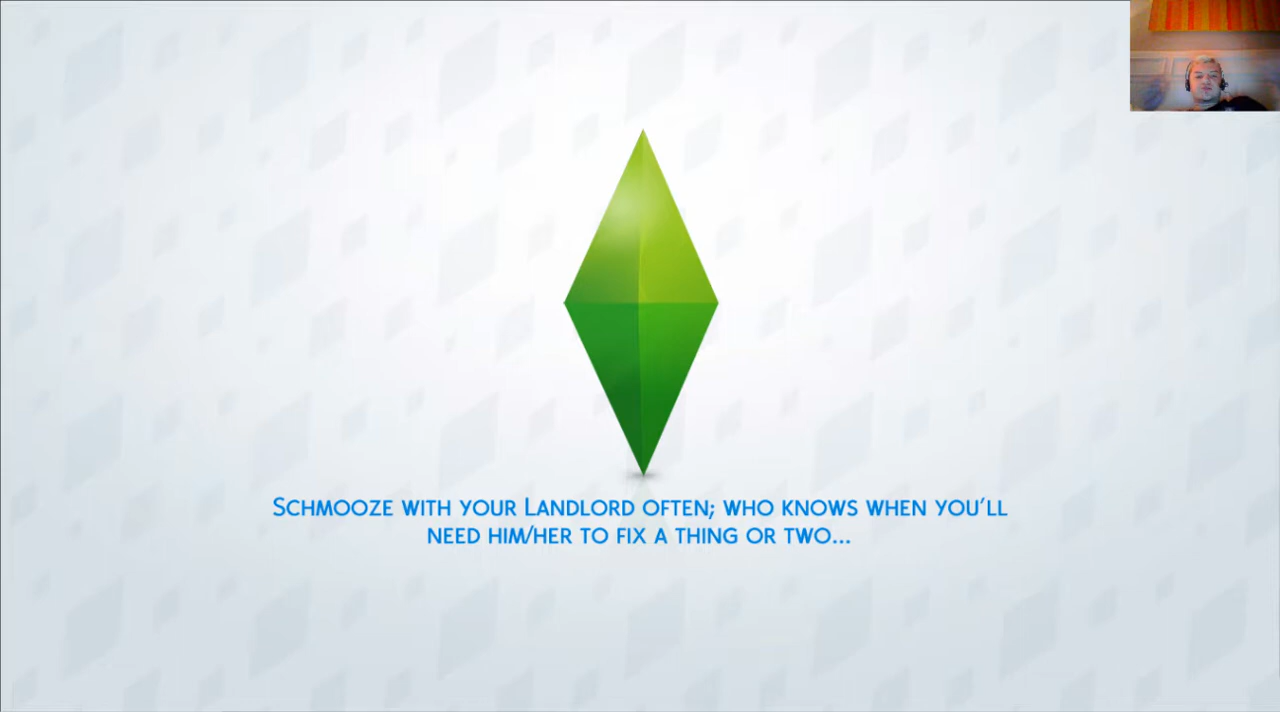 Schmooze with your Landlord often; who knows when you'll
need him/her to fix a thing or two...